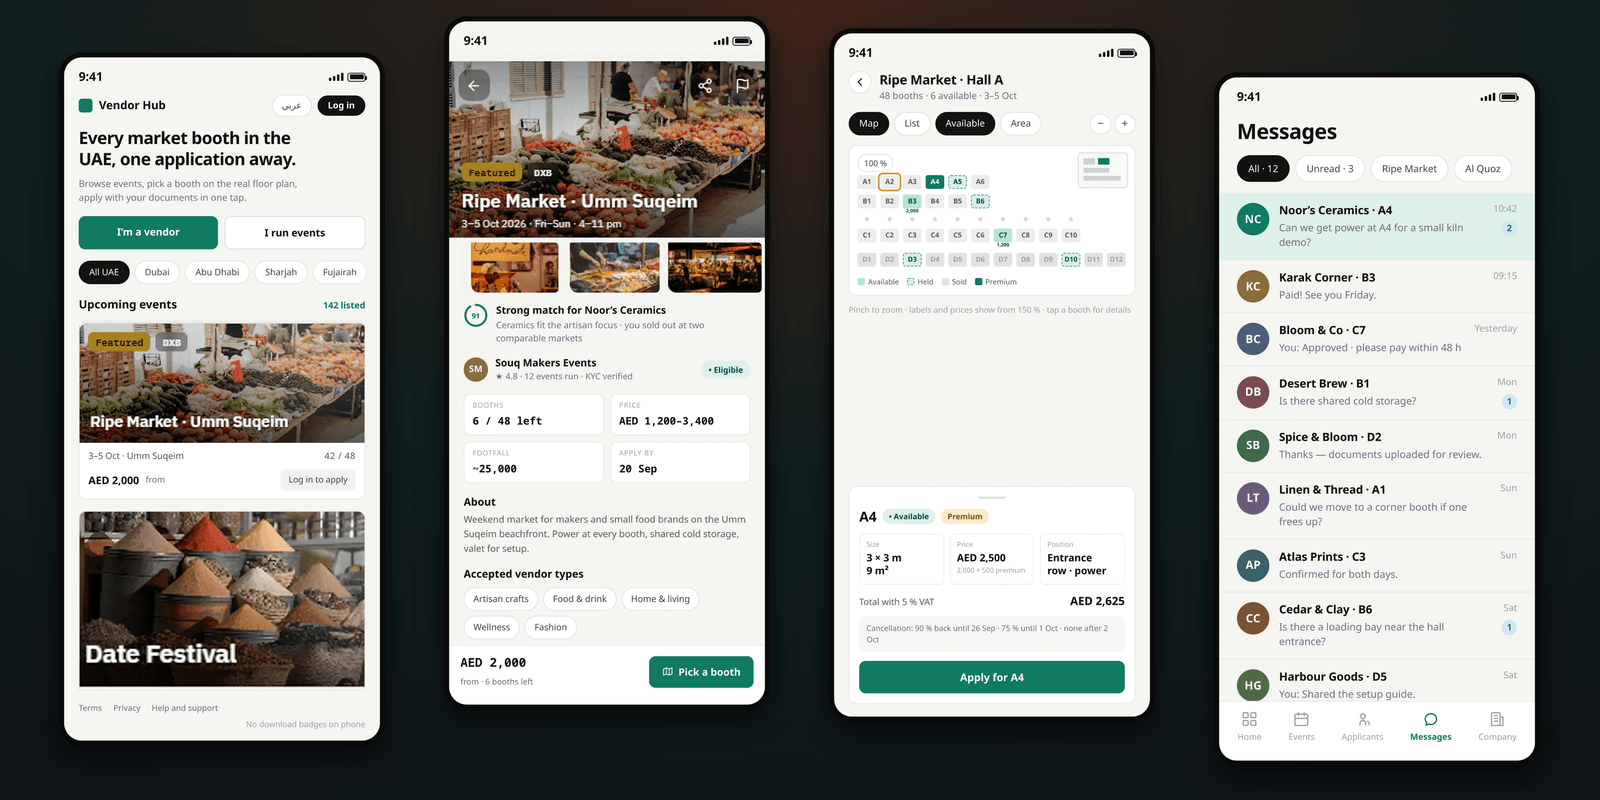 9:41
Vendor Hub
عربي
Log in
Every market booth in the
UAE, one application away.
Browse events, pick a booth on the real floor plan,
apply with your documents in one tap.
I'm a vendor
I run events
All UAE
Dubai
Abu Dhabi
Sharjah
Fujairah
Upcoming events
142 listed
Featured
DXB
Ripe Market · Umm Suqeim
3–5 Oct · Umm Suqeim
42 / 48
AED 2,000 from
Log in to apply
Date Festival
Terms
Privacy
Help and support
No download badges on phone
9:41
Featured
DXB
Ripe Market · Umm Suqeim
3–5 Oct 2026 · Fri–Sun · 4–11 pm
91
Strong match for Noor's Ceramics
Ceramics fit the artisan focus · you sold out at two
comparable markets
SM
Souq Makers Events
★ 4.8 · 12 events run · KYC verified
• Eligible
BOOTHS
6 / 48 left
PRICE
AED 1,200–3,400
FOOTFALL
~25,000
APPLY BY
20 Sep
About
Weekend market for makers and small food brands on the Umm
Suqeim beachfront. Power at every booth, shared cold storage,
valet for setup.
Accepted vendor types
Artisan crafts
Food & drink
Home & living
Wellness
Fashion
AED 2,000
from · 6 booths left
Pick a booth
9:41
Ripe Market · Hall A
48 booths · 6 available · 3–5 Oct
Map
List
Available
Area
−
+
100 %
A1 A2 A3 A4 A5 A6
B1 B2 B3 B4 B5 B6
2,000
C1 C2 C3 C4 C5 C6 C7 C8 C9 C10
1,200
D1 D2 D3 D4 D5 D6 D7 D8 D9 D10 D11 D12
Available
Held
Sold
Premium
Pinch to zoom · labels and prices show from 150 % · tap a booth for details
A4
• Available
Premium
Size
3 × 3 m
9 m²
Price
AED 2,500
2,000 + 500 premium
Position
Entrance
row · power
Total with 5 % VAT
AED 2,625
Cancellation: 90 % back until 26 Sep · 75 % until 1 Oct · none after 2
Oct
Apply for A4
9:41
Messages
All · 12
Unread · 3
Ripe Market
Al Quoz
NC
Noor's Ceramics · A4
10:42
Can we get power at A4 for a small kiln
demo?
2
KC
Karak Corner · B3
09:15
Paid! See you Friday.
BC
Bloom & Co · C7
Yesterday
You: Approved · please pay within 48 h
DB
Desert Brew · B1
Mon
Is there shared cold storage?
1
SB
Spice & Bloom · D2
Mon
Thanks — documents uploaded for review.
LT
Linen & Thread · A1
Sun
Could we move to a corner booth if one
frees up?
AP
Atlas Prints · C3
Sun
Confirmed for both days.
CC
Cedar & Clay · B6
Sat
Is there a loading bay near the hall
entrance?
1
HG
Harbour Goods · D5
Sat
You: Shared the setup guide.
Home
Events
Applicants
Messages
Company